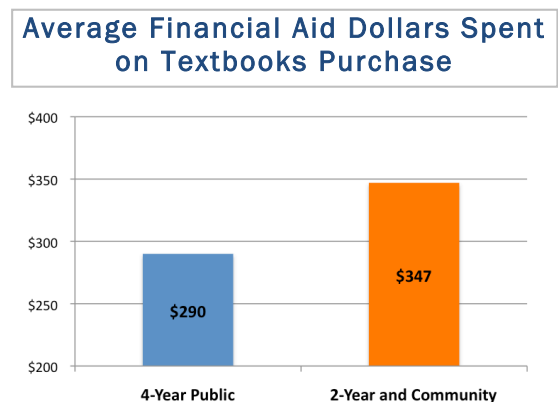 Average Financial Aid Dollars Spent
on Textbooks Purchase
$400
$350
$300
$250
$200
$290
$347
4-Year Public
2-Year and Community